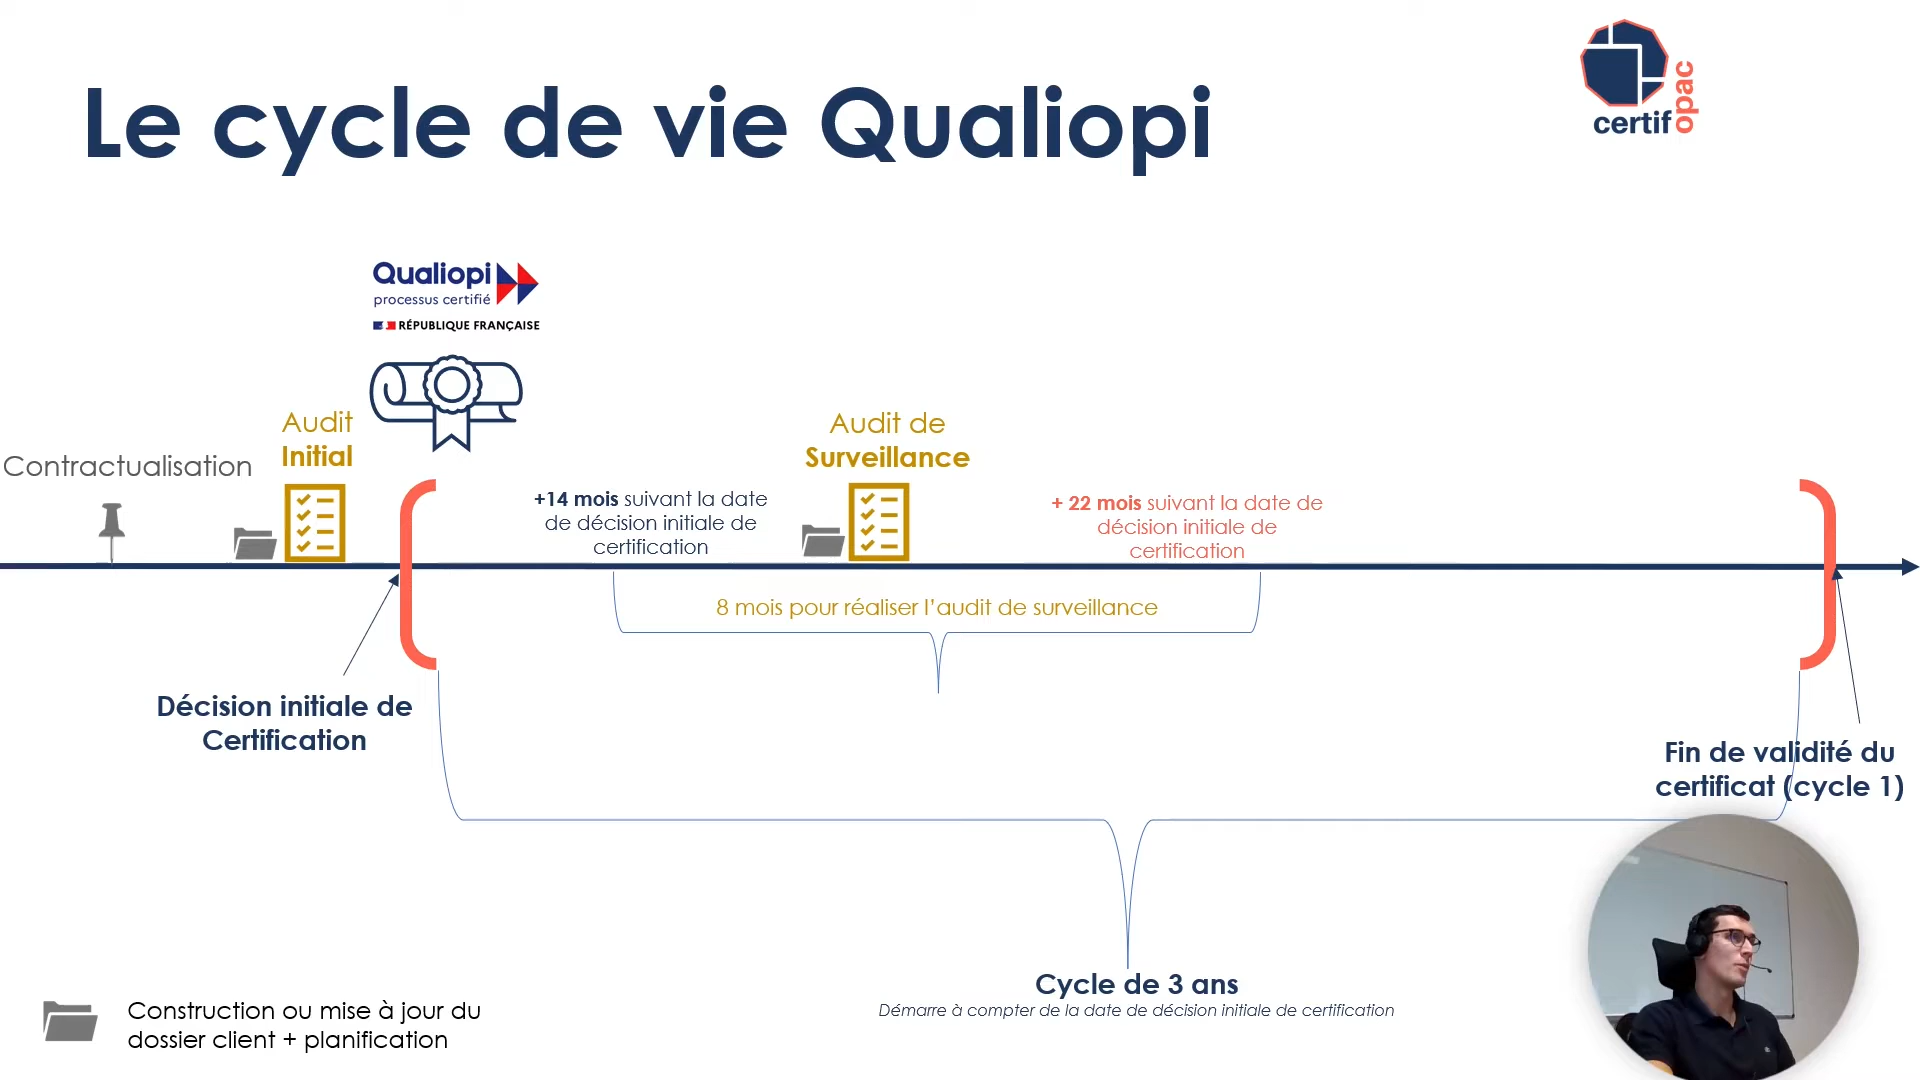 Le cycle de vie Qualiopi
certif
opac
Qualiopi
processus certifié
RÉPUBLIQUE FRANÇAISE
Contractualisation
Audit
Initial
Audit de
Surveillance
+14 mois suivant la date
de décision initiale de
certification
+ 22 mois suivant la date de
décision initiale de
certification
8 mois pour réaliser l’audit de surveillance
Décision initiale de
Certification
Fin de validité du
certificat (cycle 1)
Cycle de 3 ans
Démarre à compter de la date de décision initiale de certification
Construction ou mise à jour du
dossier client + planification